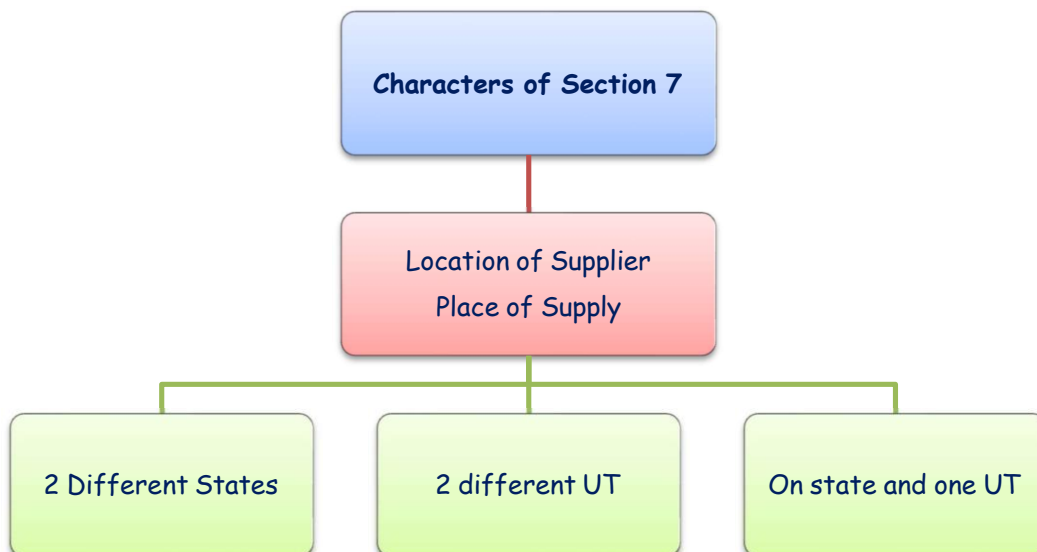 Characters of Section 7
Location of Supplier
Place of Supply
2 Different States
2 different UT
On state and one UT